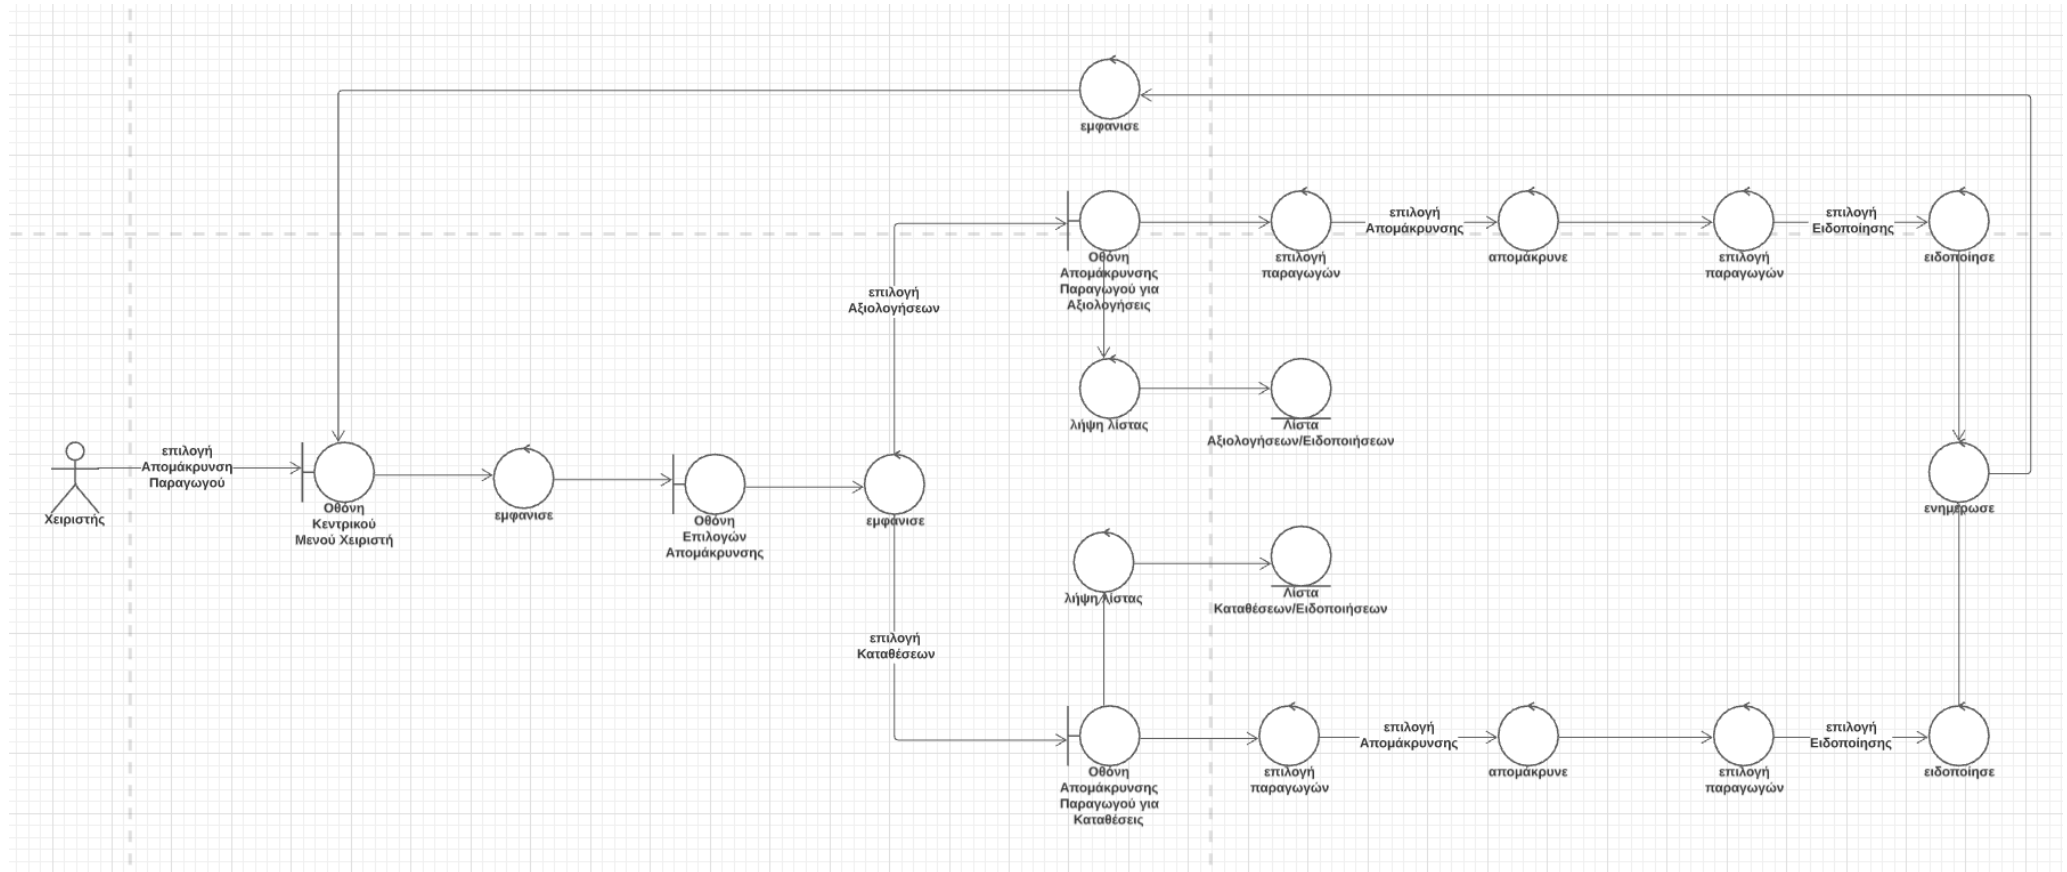 εμφανισε
Οθόνη
Απομάκρυνσης
Παραγωγού για
Αξιολογήσεις
επιλογή
παραγωγών
επιλογή
Απομάκρυνσης
απομάκρυνε
επιλογή
παραγωγών
επιλογή
Ειδοποίησης
ειδοποίησε
επιλογή
Αξιολογήσεων
λήψη λίστας
Λίστα
Αξιολογήσεων/Ειδοποιήσεων
Χειριστής
επιλογή
Απομάκρυνση
Παραγωγού
Οθόνη
Κεντρικού
Μενού Χειριστή
εμφανισε
Οθόνη
Επιλογών
Απομάκρυνσης
εμφανισε
ενημέρωσε
λήψη λίστας
Λίστα
Καταθέσεων/Ειδοποιήσεων
επιλογή
Καταθέσεων
Οθόνη
Απομάκρυνσης
Παραγωγού για
Καταθέσεις
επιλογή
παραγωγών
επιλογή
Απομάκρυνσης
απομάκρυνε
επιλογή
παραγωγών
επιλογή
Ειδοποίησης
ειδοποίησε